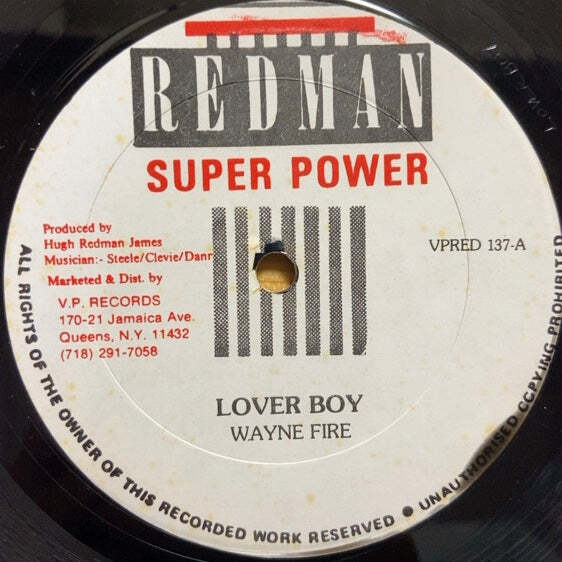 REDMAN
SUPER POWER
Produced by
Hugh Redman James
Musician:- Steele/Clevie/Dann
Marketed & Dist. by
V.P. RECORDS
170-21 Jamaica Ave.
Queens, N.Y. 11432
(718) 291-7058
VPRED 137-A
LOVER BOY
WAYNE FIRE
ALL RIGHTS OF THE OWNER OF THIS RECORDED WORK RESERVED ● UNAUTHORISED COPYING PROHIBITED